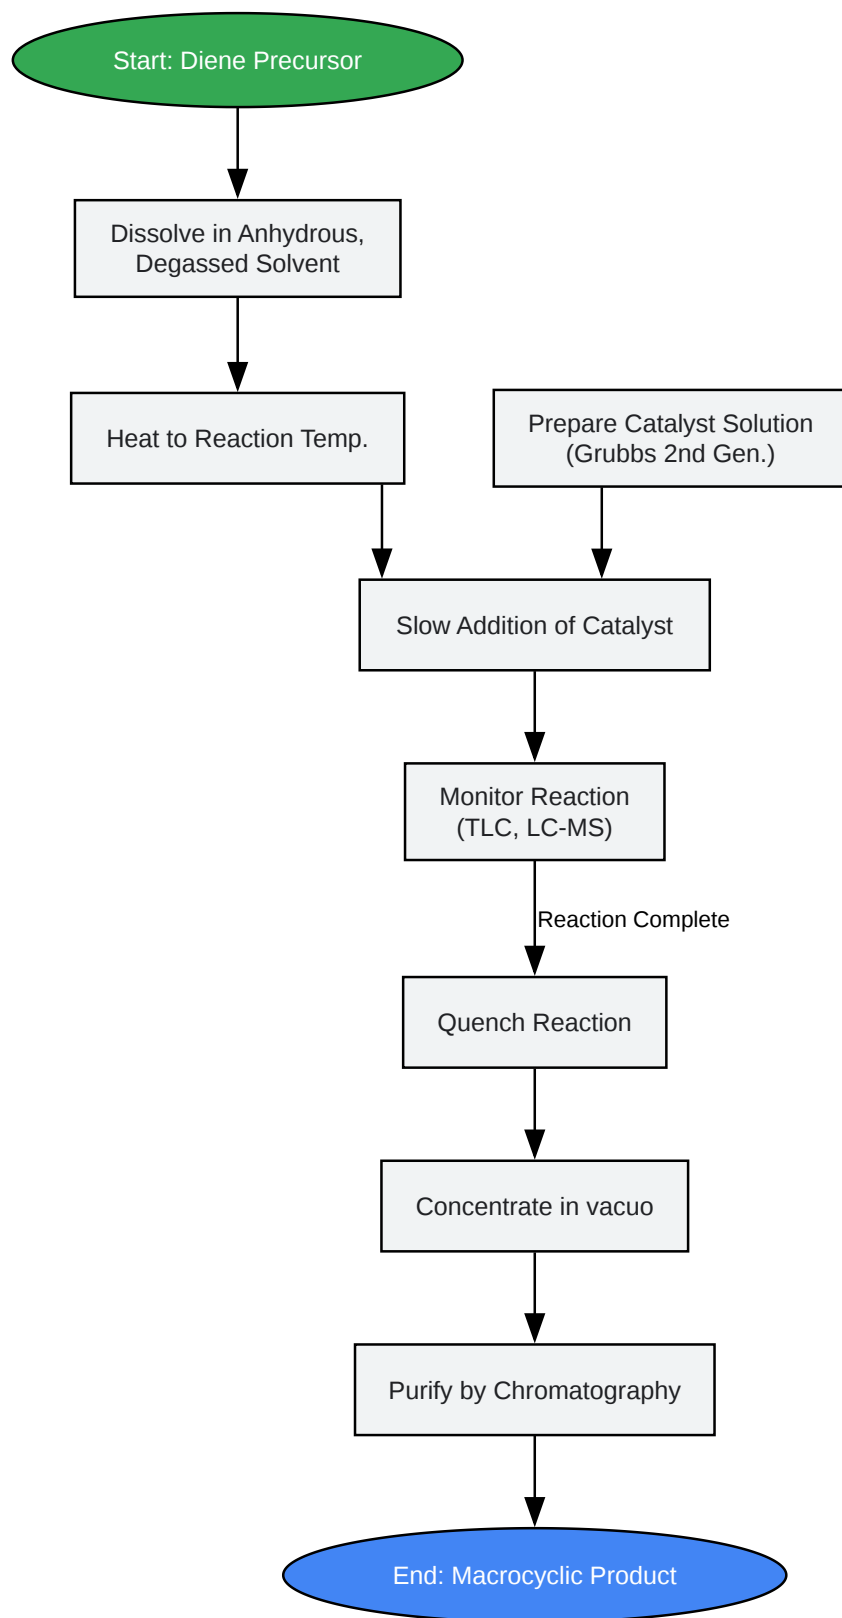 Start: Diene Precursor
Dissolve in Anhydrous,
Degassed Solvent
Heat to Reaction Temp.
Prepare Catalyst Solution
(Grubbs 2nd Gen.)
Slow Addition of Catalyst
Monitor Reaction
(TLC, LC-MS)
Reaction Complete
Quench Reaction
Concentrate in vacuo
Purify by Chromatography
End: Macrocyclic Product